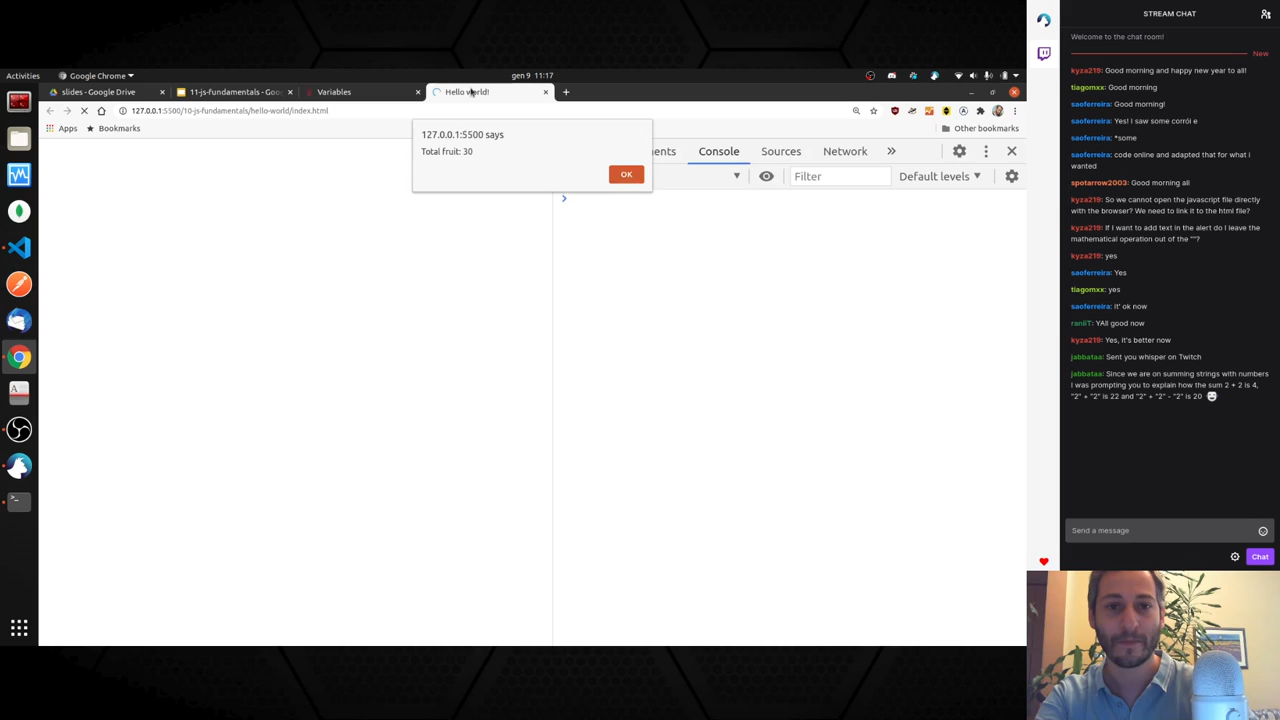 Activities
Google Chrome
gen 9 11:17
slides - Google Drive
11-js-fundamentals - Goo
Variables
Hello world!
127.0.0.1:5500/10-js-fundamentals/hello-world/index.html
Apps
Bookmarks
Other bookmarks
127.0.0.1:5500 says
Total fruit: 30
OK
ments
Console
Sources
Network
Filter
Default levels
STREAM CHAT
Welcome to the chat room!
New
kyza219: Good morning and happy new year to all!
tiagomxx: Good morning
saoferreira: Good morning!
saoferreira: Yes! I saw some corrói e
saoferreira: *some
saoferreira: code online and adapted that for what i
wanted
spotarrow2003: Good morning all
kyza219: So we cannot open the javascript file directly
with the browser? We need to link it to the html file?
kyza219: If I want to add text in the alert do I leave the
mathematical operation out of the ""?
kyza219: yes
saoferreira: Yes
tiagomxx: yes
saoferreira: it' ok now
raniiT: YAll good now
kyza219: Yes, it's better now
jabbataa: Sent you whisper on Twitch
jabbataa: Since we are on summing strings with numbers
I was prompting you to explain how the sum 2 + 2 is 4,
"2" + "2" is 22 and "2" + "2" - "2" is 20
Send a message
Chat